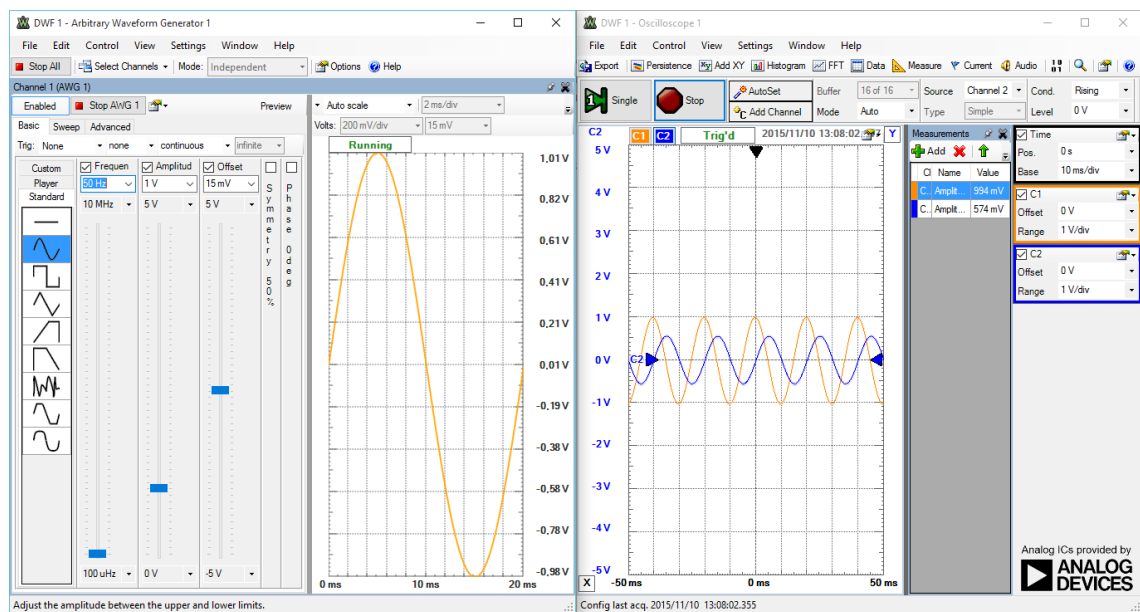 DWF 1 - Arbitrary Waveform Generator 1
File Edit Control View Settings Window Help
Stop All Select Channels Mode: Independent Options Help
Channel 1 (AWG 1)
Enabled Stop AWG 1 Preview
Basic Sweep Advanced
Trig: None none continuous infinite
Custom
Player
Standard
Frequen Amplitud Offset
50 Hz 1 V 15 mV
10 MHz 5 V 5 V
Symmetry 50%
Phase 0 deg
100 uHz 0 V -5 V
Auto scale 2 ms/div
Volts: 200 mV/div 15 mV
Running
1,01 V
0,82 V
0,61 V
0,41 V
0,21 V
0,01 V
-0,19 V
-0,38 V
-0,58 V
-0,78 V
-0,98 V
0 ms 10 ms 20 ms
Adjust the amplitude between the upper and lower limits.
DWF 1 - Oscilloscope 1
File Edit Control View Settings Window Help
Export Persistence Add XY Histogram FFT Data Measure Current Audio
Single Stop AutoSet Buffer 16 of 16 Source Channel 2 Cond. Rising
Add Channel Mode Auto Type Simple Level 0 V
C2 C1 C2 Trig'd 2015/11/10 13:08:02 Y
5 V
4 V
3 V
2 V
1 V
0 V
-1 V
-2 V
-3 V
-4 V
-5 V
C2
X -50 ms 0 ms 50 ms
Measurements
Add
Cl Name Value
C.. Amplit... 994 mV
C.. Amplit... 574 mV
Time
Pos. 0 s
Base 10 ms/div
C1
Offset 0 V
Range 1 V/div
C2
Offset 0 V
Range 1 V/div
Analog ICs provided by
ANALOG
DEVICES
Config last acq. 2015/11/10 13:08:02.355